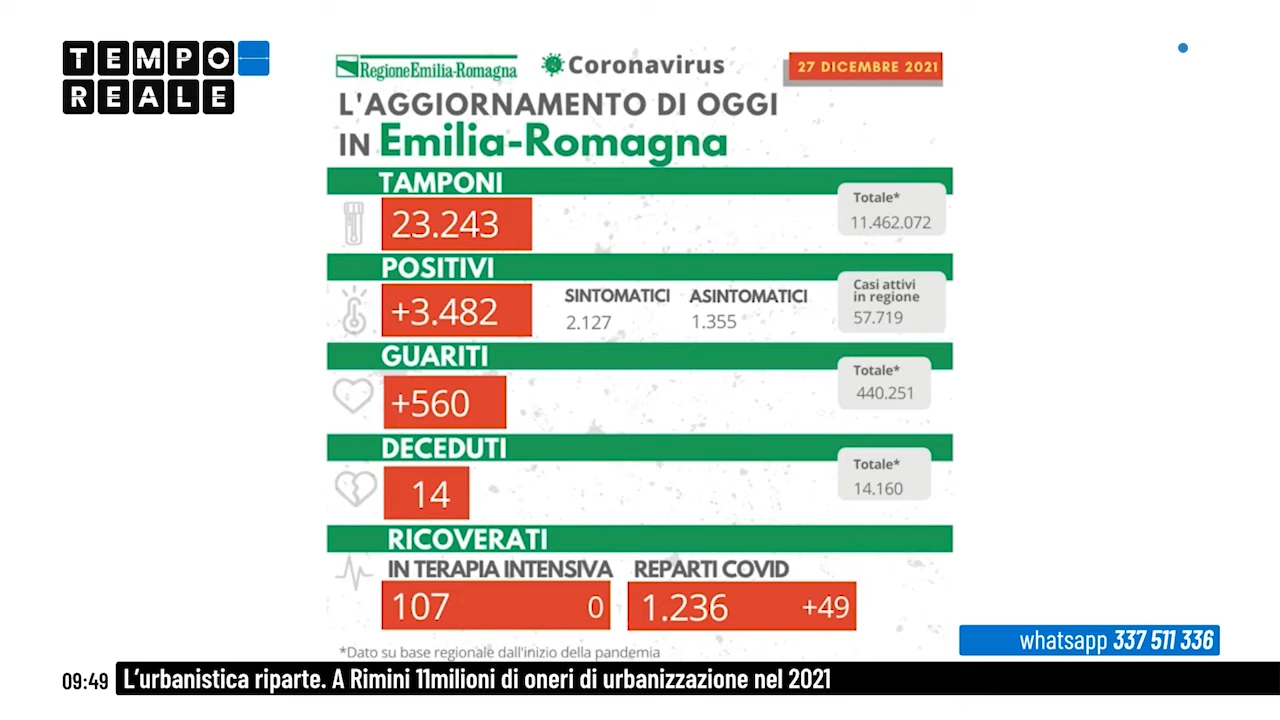 TEMPO
REALE
RegioneEmilia-Romagna
Coronavirus
27 DICEMBRE 2021
L'AGGIORNAMENTO DI OGGI
IN Emilia-Romagna
TAMPONI
23.243
Totale*
11.462.072
POSITIVI
+3.482
SINTOMATICI
2.127
ASINTOMATICI
1.355
Casi attivi
in regione
57.719
GUARITI
+560
Totale*
440.251
DECEDUTI
14
Totale*
14.160
RICOVERATI
IN TERAPIA INTENSIVA
107 0
REPARTI COVID
1.236 +49
*Dato su base regionale dall'inizio della pandemia
whatsapp 337 511 336
09:49 L'urbanistica riparte. A Rimini 11milioni di oneri di urbanizzazione nel 2021